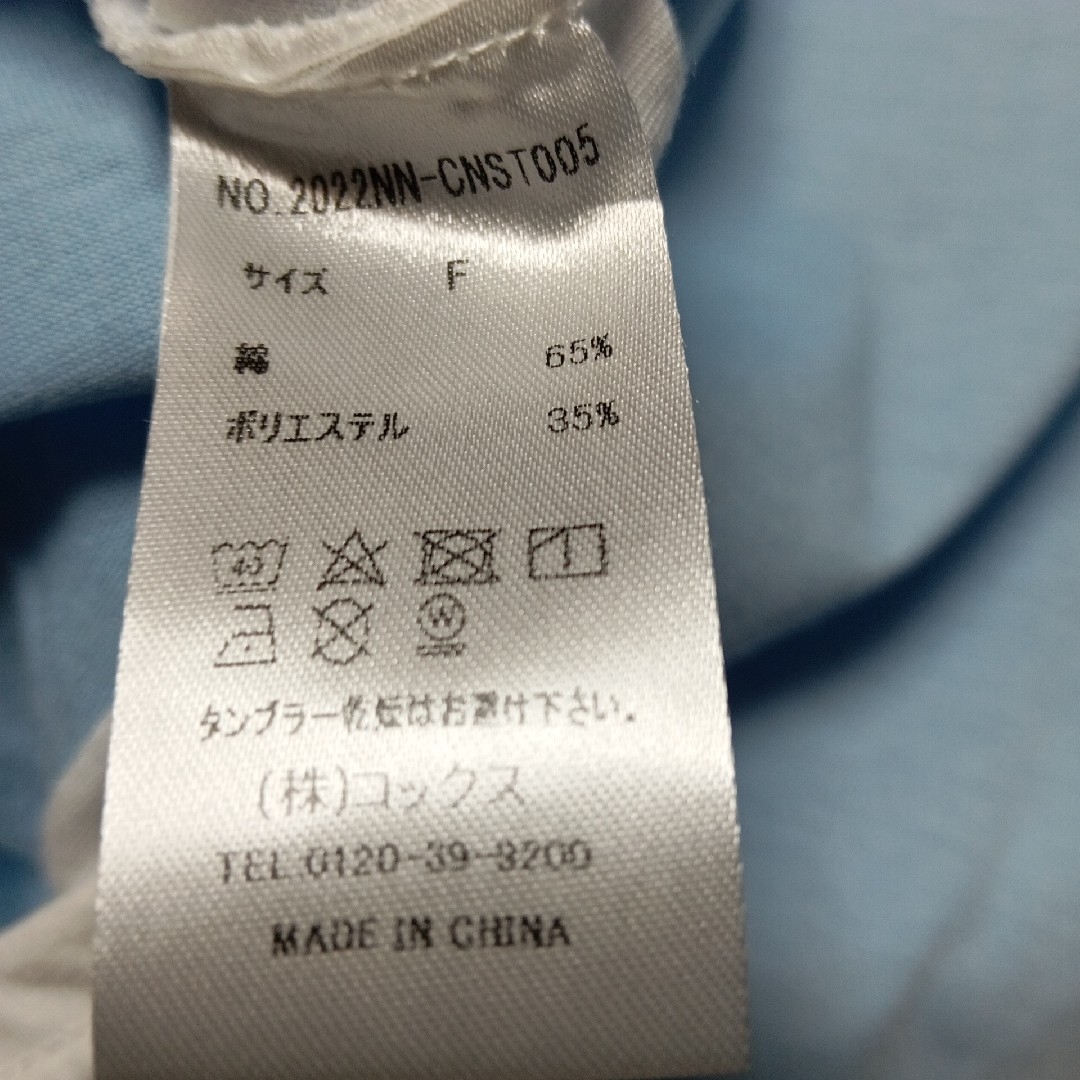 NO.2022NN-CNST005
サイズ F
綿 65%
ポリエステル 35%
40
W
タンブラー乾燥はお避け下さい。
(株)コックス
TEL:0120-39-3200
MADE IN CHINA